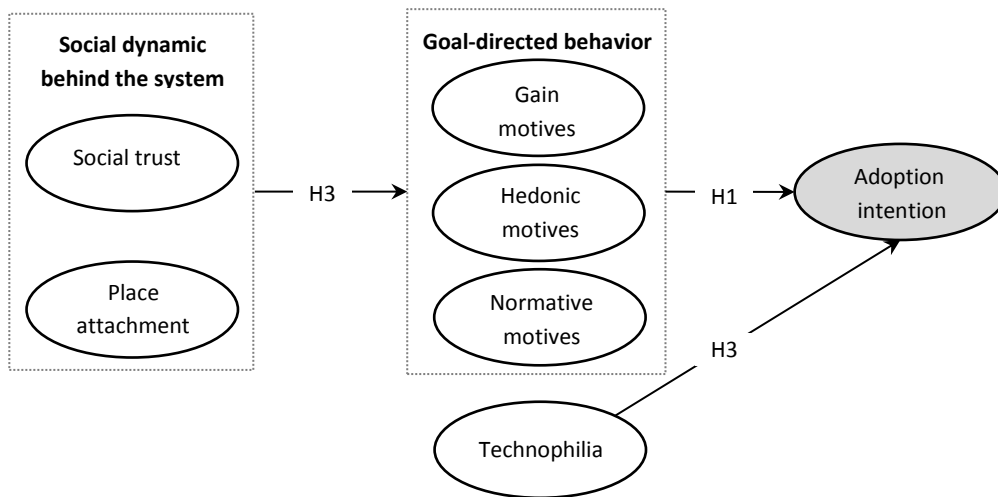 Social dynamic
behind the system
Social trust
Place
attachment
H3
Goal-directed behavior
Gain
motives
Hedonic
motives
Normative
motives
H1
Adoption
intention
H3
Technophilia